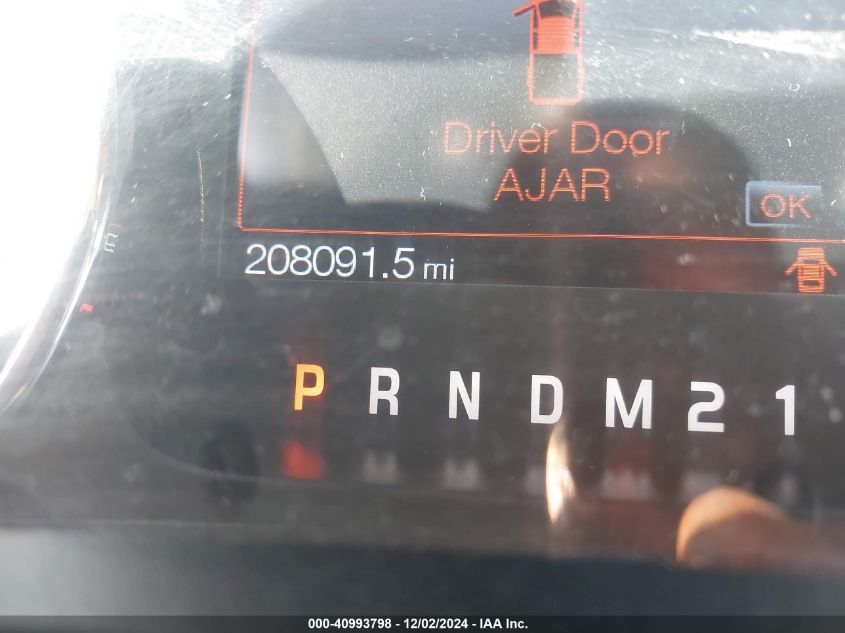 Driver Door
AJAR
OK
E
208091.5 mi
P R N D M 2 1
000-40993798 - 12/02/2024 - IAA Inc.